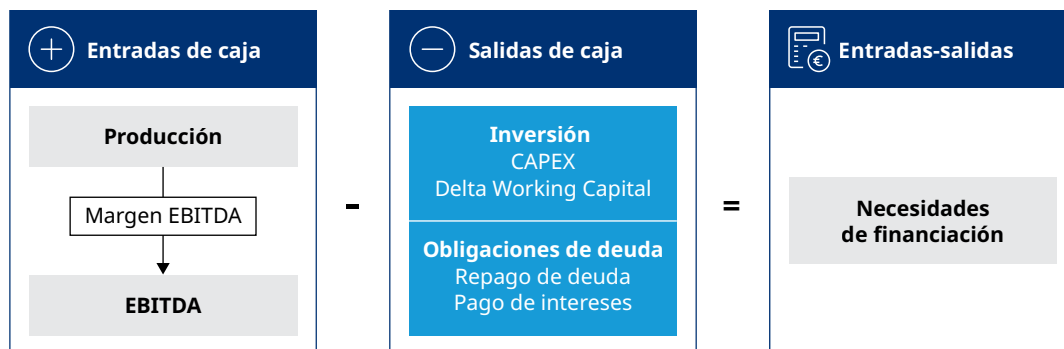 Entradas de caja
Producción
Margen EBITDA
EBITDA
-
Salidas de caja
Inversión
CAPEX
Delta Working Capital
Obligaciones de deuda
Repago de deuda
Pago de intereses
=
€
Entradas-salidas
Necesidades
de financiación